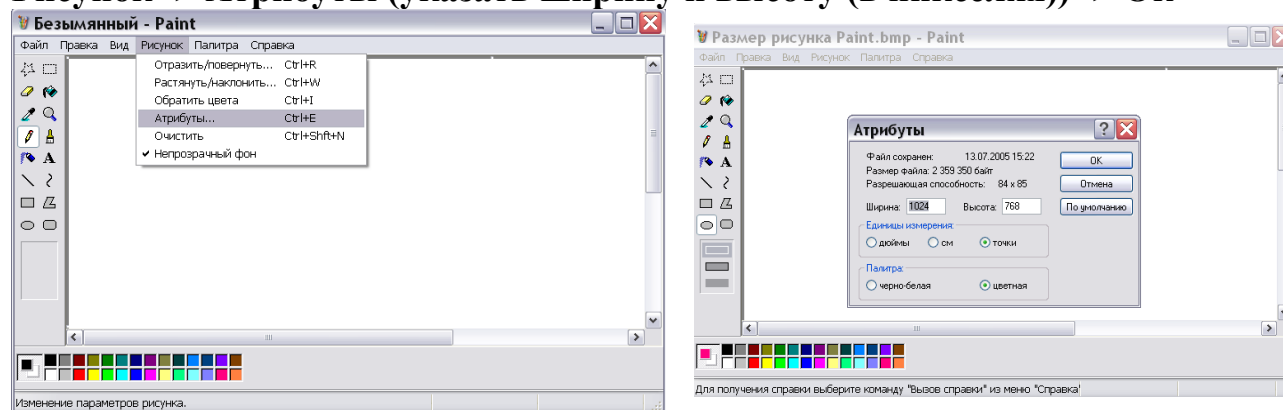 Безымянный - Paint
Файл Правка Вид Рисунок Палитра Справка
Отразить/повернуть... Ctrl+R
Растянуть/наклонить... Ctrl+W
Обратить цвета Ctrl+I
Атрибуты... Ctrl+E
Очистить Ctrl+Shft+N
Непрозрачный фон
A
Изменение параметров рисунка.
Размер рисунка Paint.bmp - Paint
Файл Правка Вид Рисунок Палитра Справка
A
Атрибуты
Файл сохранен: 13.07.2005 15:22
Размер файла: 2 359 350 байт
Разрешающая способность: 84 x 85
Ширина: 1024 Высота: 768
Единицы измерения:
дюймы см точки
Палитра:
черно-белая цветная
OK
Отмена
По умолчанию
Для получения справки выберите команду "Вызов справки" из меню "Справка"